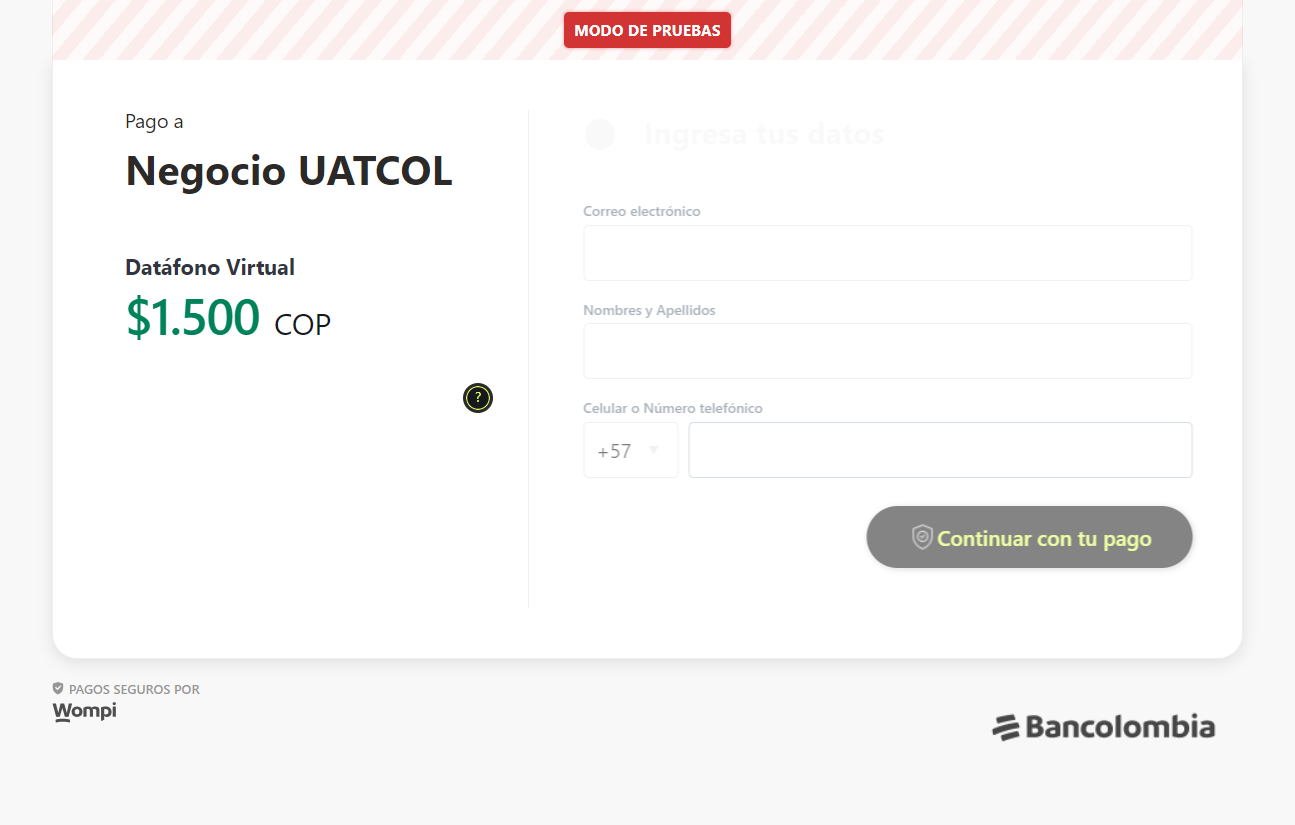 MODO DE PRUEBAS
Pago a
Negocio UATCOL
Datáfono Virtual
$1.500 COP
?
Ingresa tus datos
Correo electrónico
Nombres y Apellidos
Celular o Número telefónico
+57
Continuar con tu pago
PAGOS SEGUROS POR
Wompi
Bancolombia